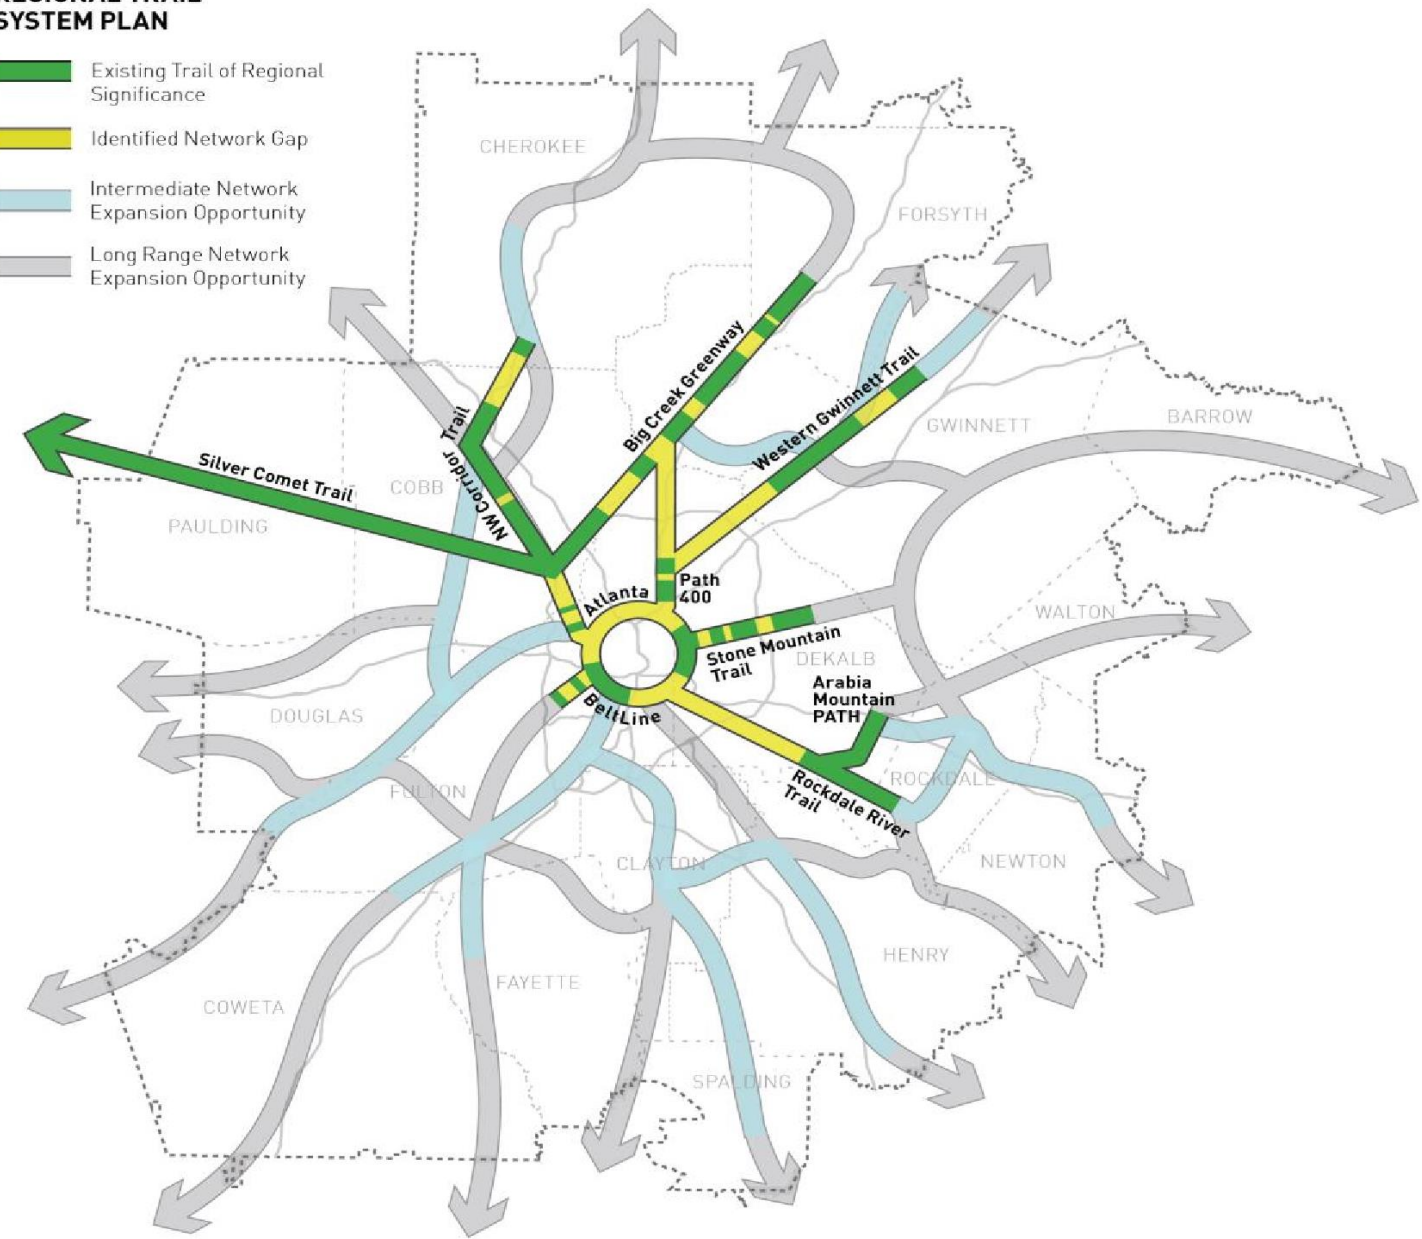 REGIONAL TRAIL
SYSTEM PLAN
Existing Trail of Regional
Significance
Identified Network Gap
Intermediate Network
Expansion Opportunity
Long Range Network
Expansion Opportunity
CHEROKEE
FORSYTH
Big Creek Greenway
Western Gwinnett Trail
GWINNETT
BARROW
NW Corridor Trail
Silver Comet Trail
COBB
PAULDING
Path
400
Atlanta
WALTON
Stone Mountain
Trail
DEKALB
Arabia
Mountain
PATH
BeltLine
DOUGLAS
FULTON
ROCKDALE
Rockdale River
Trail
CLAYTON
NEWTON
HENRY
FAYETTE
COWETA
SPALDING